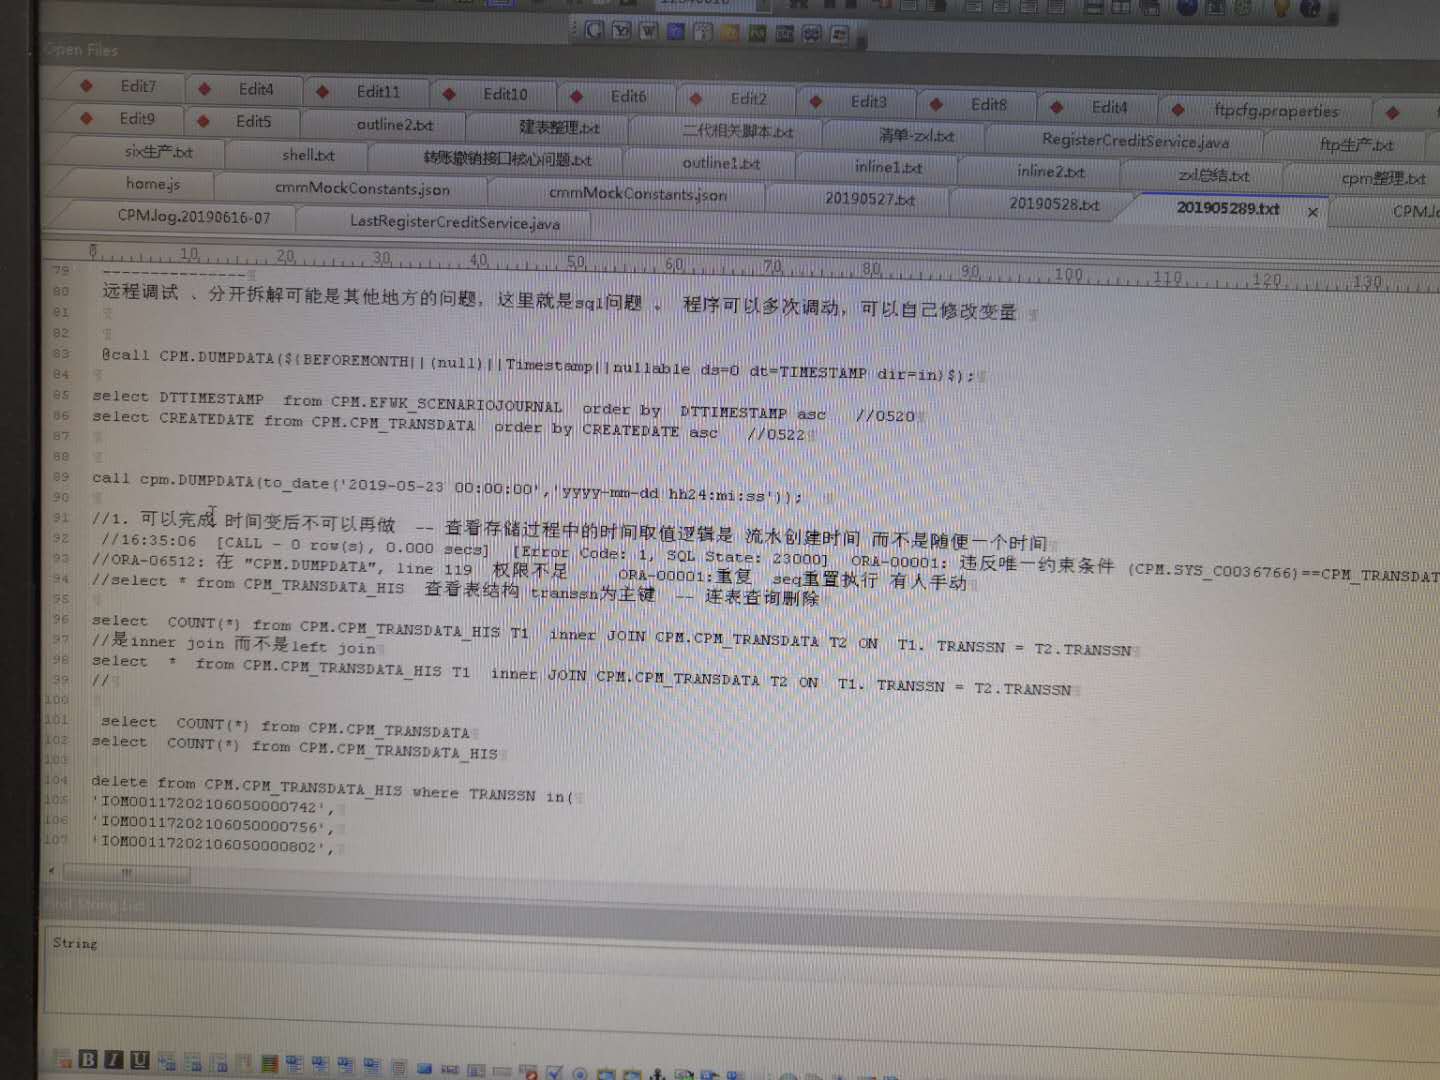 Open Files
Edit7 Edit4 Edit11 Edit10 Edit6 Edit2 Edit3 Edit8 Edit4 ftpcfg.properties
Edit9 Edit5 outline2.txt 建表整理.txt 二代相关脚本.txt 清单-zxl.txt RegisterCreditService.java ftp生产.txt
six生产.txt shell.txt 转账撤销接口核心问题.txt outline1.txt inline1.txt inline2.txt zxl总结.txt cpm整理.txt
home.js cmmMockConstants.json cmmMockConstants.json 20190527.txt 20190528.txt 201905289.txt × CPM.lo
CPM.log.20190616-07 LastRegisterCreditService.java
0 10 20 30 40 50 60 70 80 90 100 110 120 130
79 ---------------
80 远程调试 、分开拆解可能是其他地方的问题，这里就是sql问题 。 程序可以多次调动，可以自己修改变量
81
82
83 @call CPM.DUMPDATA(${BEFOREMONTH||(null)||Timestamp||nullable ds=0 dt=TIMESTAMP dir=in}$);
84
85 select DTTIMESTAMP from CPM.EFWK_SCENARIOJOURNAL order by DTTIMESTAMP asc //0520
86 select CREATEDATE from CPM.CPM_TRANSDATA order by CREATEDATE asc //0522
87
88
89 call cpm.DUMPDATA(to_date('2019-05-23 00:00:00','yyyy-mm-dd hh24:mi:ss'));
90
91 //1. 可以完成 时间变后不可以再做 -- 查看存储过程中的时间取值逻辑是 流水创建时间 而不是随便一个时间
92 //16:35:06 [CALL - 0 row(s), 0.000 secs] [Error Code: 1, SQL State: 23000] ORA-00001: 违反唯一约束条件 (CPM.SYS_C0036766)==CPM_TRANSDAT
93 //ORA-06512: 在 "CPM.DUMPDATA", line 119 权限不足 ORA-00001:重复 seq重置执行 有人手动
94 //select * from CPM_TRANSDATA_HIS 查看表结构 transsn为主键 -- 连表查询删除
95
96 select COUNT(*) from CPM.CPM_TRANSDATA_HIS T1 inner JOIN CPM.CPM_TRANSDATA T2 ON T1. TRANSSN = T2.TRANSSN
97 //是inner join 而不是left join
98 select * from CPM.CPM_TRANSDATA_HIS T1 inner JOIN CPM.CPM_TRANSDATA T2 ON T1. TRANSSN = T2.TRANSSN
99 //
100
101 select COUNT(*) from CPM.CPM_TRANSDATA
102 select COUNT(*) from CPM.CPM_TRANSDATA_HIS
103
104 delete from CPM.CPM_TRANSDATA_HIS where TRANSSN in(
105 'IOM00117202106050000742',
106 'IOM00117202106050000756',
107 'IOM00117202106050000802',
String
B I U